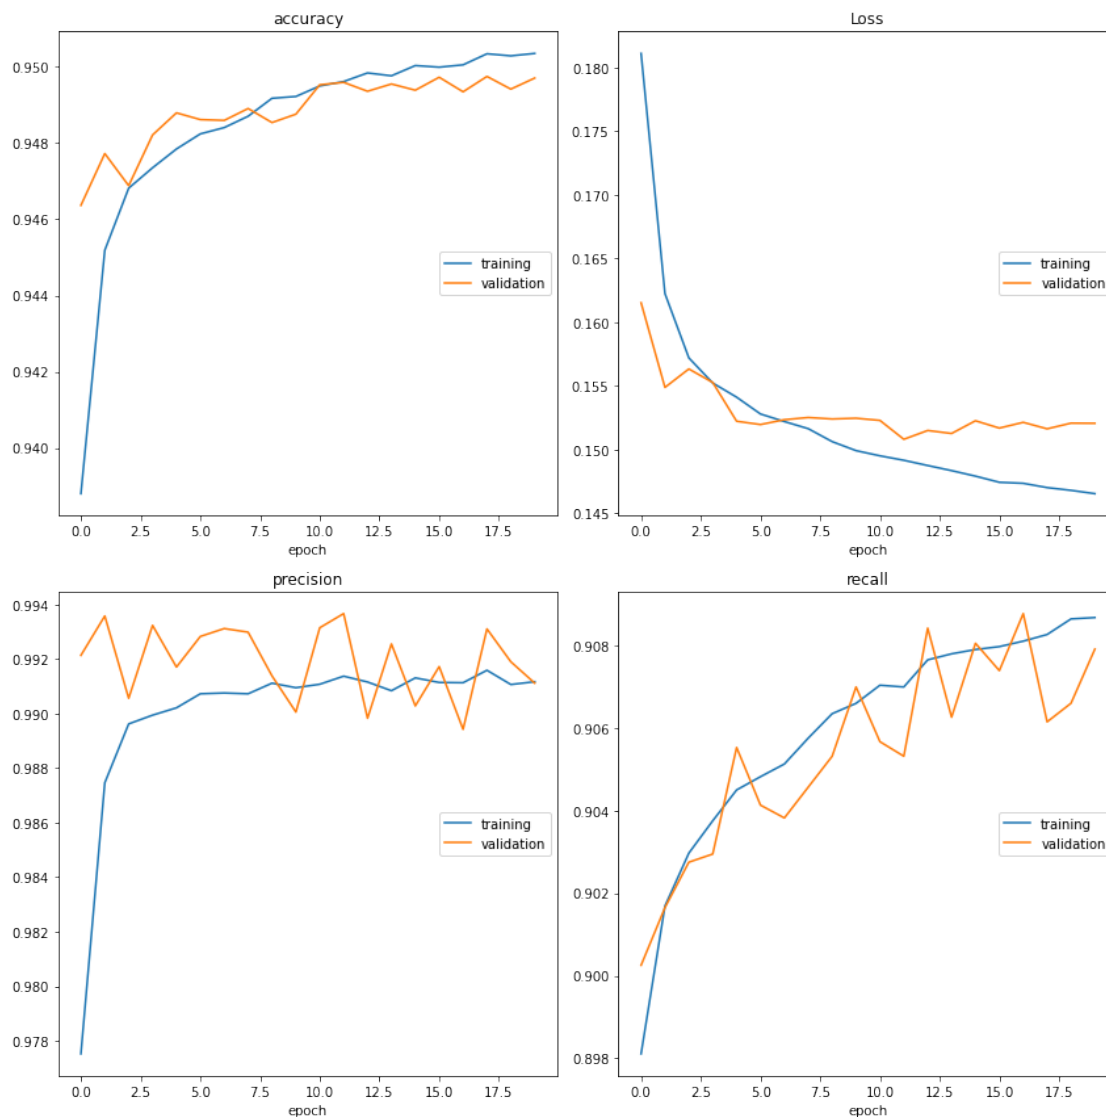 accuracy
0.950
0.948
0.946
0.944
0.942
0.940
training
validation
0.0 2.5 5.0 7.5 10.0 12.5 15.0 17.5
epoch
Loss
0.180
0.175
0.170
0.165
0.160
0.155
0.150
0.145
training
validation
0.0 2.5 5.0 7.5 10.0 12.5 15.0 17.5
epoch
precision
0.994
0.992
0.990
0.988
0.986
0.984
0.982
0.980
0.978
training
validation
0.0 2.5 5.0 7.5 10.0 12.5 15.0 17.5
epoch
recall
0.908
0.906
0.904
0.902
0.900
0.898
training
validation
0.0 2.5 5.0 7.5 10.0 12.5 15.0 17.5
epoch